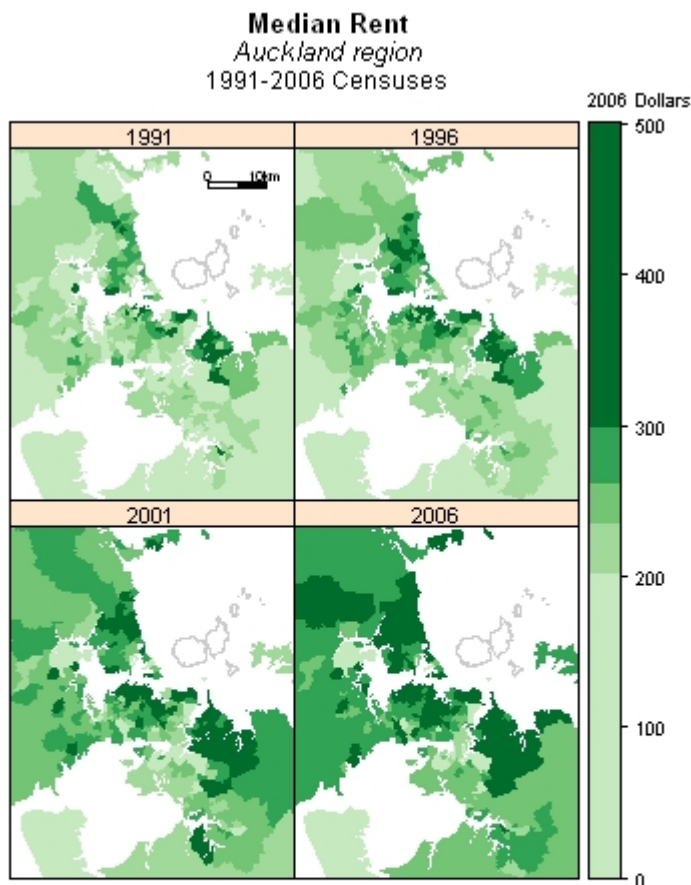 Median Rent
Auckland region
1991-2006 Censuses
2006 Dollars
1991
1996
0 10km
500
400
300
2001
2006
200
100
0